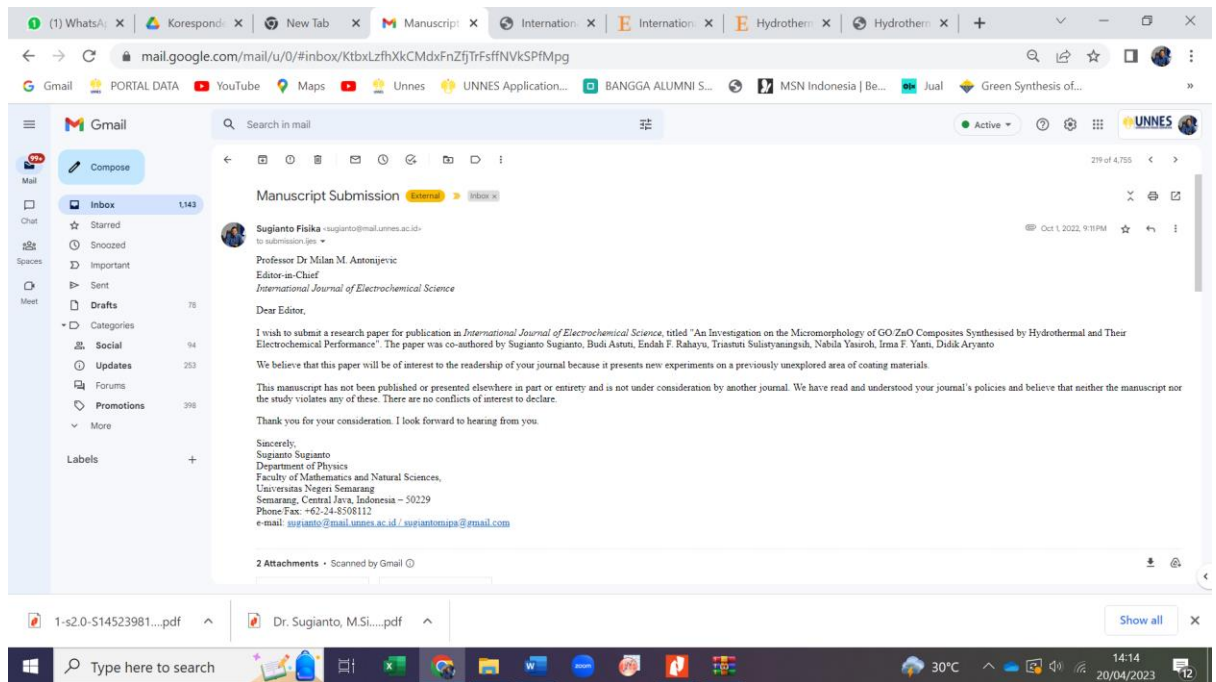 (1) WhatsA
Koresponde
New Tab
Manuscript
Internation
Internation
Hydrotherm
Hydrotherm
mail.google.com/mail/u/0/#inbox/KtbxLzfhXkCMdxFnZfjTrFsffNVkSPfMpg
Gmail
PORTAL DATA
YouTube
Maps
Unnes
UNNES Application...
BANGGA ALUMNI S...
MSN Indonesia | Be...
Jual
Green Synthesis of...
»
Gmail
Search in mail
Active
UNNES
99+
Mail
Chat
Spaces
Meet
Compose
Inbox 1,143
Starred
Snoozed
Important
Sent
Drafts 78
Categories
Social 94
Updates 253
Forums
Promotions 398
More
Labels +
219 of 4,755
Manuscript Submission External Inbox x
Sugianto Fisika <sugianto@mail.unnes.ac.id>
Oct 1, 2022, 9:11 PM
to submission.ijes
Professor Dr Milan M. Antonijevic
Editor-in-Chief
International Journal of Electrochemical Science
Dear Editor,
I wish to submit a research paper for publication in International Journal of Electrochemical Science, titled "An Investigation on the Micromorphology of GO/ZnO Composites Synthesised by Hydrothermal and Their
Electrochemical Performance". The paper was co-authored by Sugianto Sugianto, Budi Astuti, Endah F. Rahayu, Triastuti Sulistyaningsih, Nabila Yasiroh, Irma F. Yanti, Didik Aryanto
We believe that this paper will be of interest to the readership of your journal because it presents new experiments on a previously unexplored area of coating materials.
This manuscript has not been published or presented elsewhere in part or entirety and is not under consideration by another journal. We have read and understood your journal's policies and believe that neither the manuscript nor
the study violates any of these. There are no conflicts of interest to declare.
Thank you for your consideration. I look forward to hearing from you.
Sincerely,
Sugianto Sugianto
Department of Physics
Faculty of Mathematics and Natural Sciences,
Universitas Negeri Semarang
Semarang, Central Java, Indonesia – 50229
Phone/Fax: +62-24-8508112
e-mail: sugianto@mail.unnes.ac.id / sugiantomipa@gmail.com
2 Attachments • Scanned by Gmail
1-s2.0-S14523981....pdf
Dr. Sugianto, M.Si.....pdf
Show all
Type here to search
zoom
30°C
14:14
20/04/2023
12